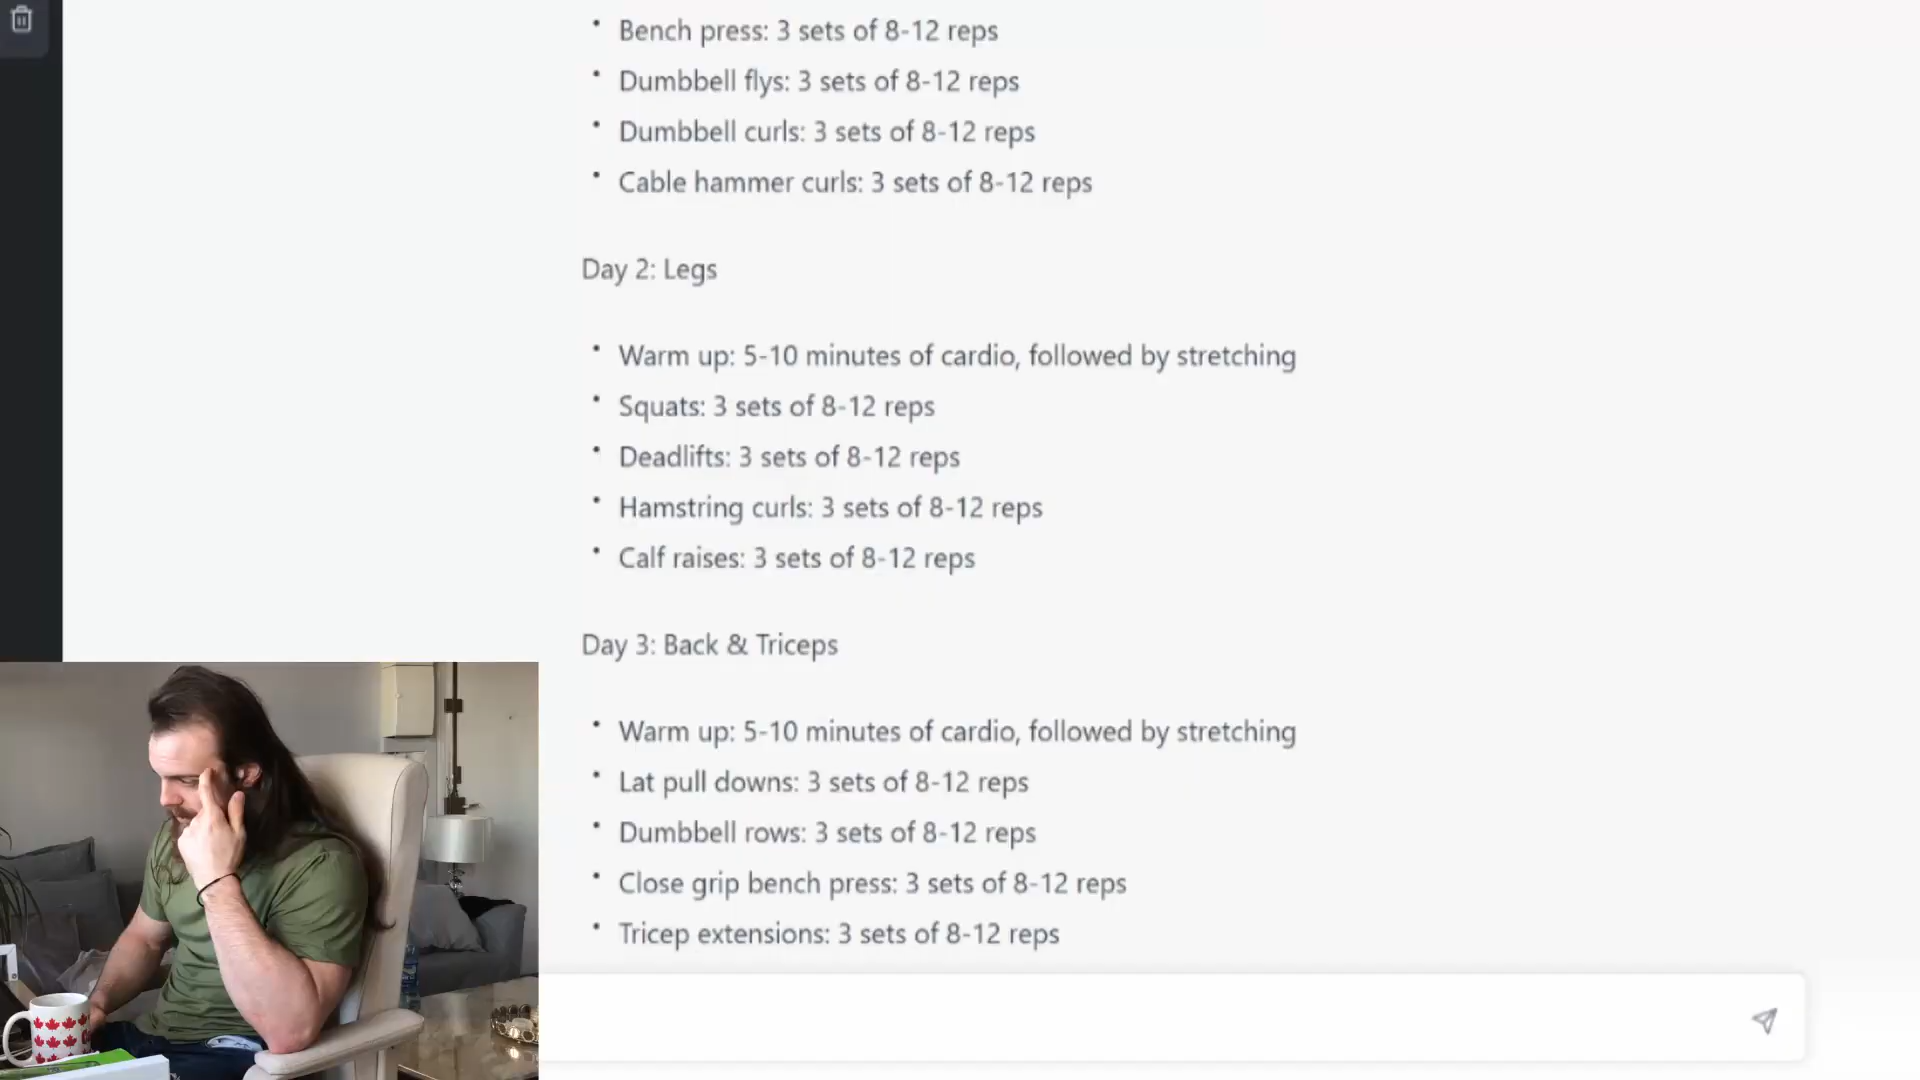 Bench press: 3 sets of 8-12 reps
Dumbbell flys: 3 sets of 8-12 reps
Dumbbell curls: 3 sets of 8-12 reps
Cable hammer curls: 3 sets of 8-12 reps
Day 2: Legs
Warm up: 5-10 minutes of cardio, followed by stretching
Squats: 3 sets of 8-12 reps
Deadlifts: 3 sets of 8-12 reps
Hamstring curls: 3 sets of 8-12 reps
Calf raises: 3 sets of 8-12 reps
Day 3: Back & Triceps
Warm up: 5-10 minutes of cardio, followed by stretching
Lat pull downs: 3 sets of 8-12 reps
Dumbbell rows: 3 sets of 8-12 reps
Close grip bench press: 3 sets of 8-12 reps
Tricep extensions: 3 sets of 8-12 reps